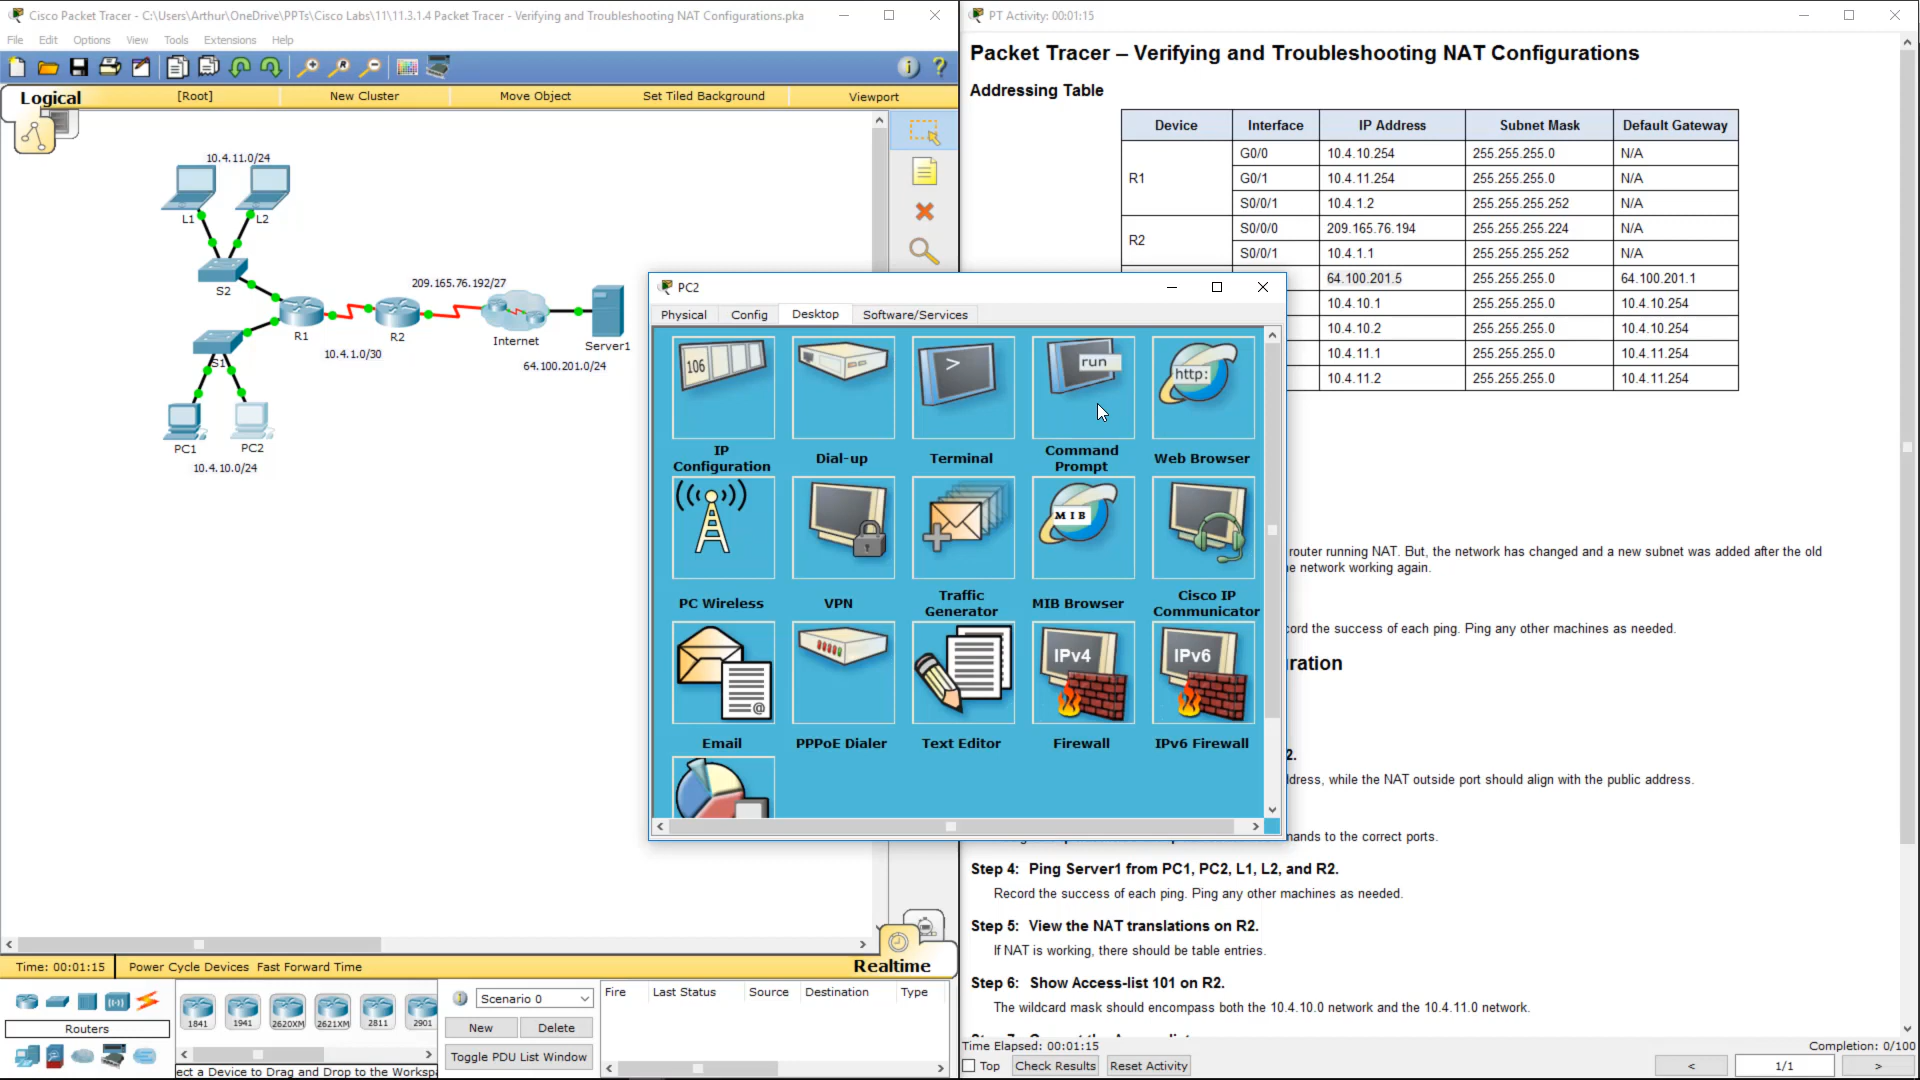 Cisco Packet Tracer - C:\Users\Arthur\OneDrive\PPTs\Cisco Labs\11\11.3.1.4 Packet Tracer - Verifying and Troubleshooting NAT Configurations.pka
File Edit Options View Tools Extensions Help
Logical [Root] New Cluster Move Object Set Tiled Background Viewport
10.4.11.0/24
L1 L2
S2
209.165.76.192/27
R1 R2 Internet Server1
10.4.1.0/30
64.100.201.0/24
S1
PC1 PC2
10.4.10.0/24
Time: 00:01:15 Power Cycle Devices Fast Forward Time Realtime
Routers
1841 1941 2620XM 2621XM 2811 2901
ect a Device to Drag and Drop to the Workspa
Scenario 0
New Delete
Toggle PDU List Window
Fire Last Status Source Destination Type
PC2
Physical Config Desktop Software/Services
106
>
run
http:
IP Configuration
Dial-up
Terminal
Command Prompt
Web Browser
MIB
PC Wireless
VPN
Traffic Generator
MIB Browser
Cisco IP Communicator
@
IPv4
IPv6
Email
PPPoE Dialer
Text Editor
Firewall
IPv6 Firewall
PT Activity: 00:01:15
Packet Tracer – Verifying and Troubleshooting NAT Configurations
Addressing Table
Device Interface IP Address Subnet Mask Default Gateway
R1 G0/0 10.4.10.254 255.255.255.0 N/A
G0/1 10.4.11.254 255.255.255.0 N/A
S0/0/1 10.4.1.2 255.255.255.252 N/A
R2 S0/0/0 209.165.76.194 255.255.255.224 N/A
S0/0/1 10.4.1.1 255.255.255.252 N/A
64.100.201.5 255.255.255.0 64.100.201.1
10.4.10.1 255.255.255.0 10.4.10.254
10.4.10.2 255.255.255.0 10.4.10.254
10.4.11.1 255.255.255.0 10.4.11.254
10.4.11.2 255.255.255.0 10.4.11.254
router running NAT. But, the network has changed and a new subnet was added after the old
e network working again.
cord the success of each ping. Ping any other machines as needed.
ration
2.
dress, while the NAT outside port should align with the public address.
mands to the correct ports.
Step 4: Ping Server1 from PC1, PC2, L1, L2, and R2.
Record the success of each ping. Ping any other machines as needed.
Step 5: View the NAT translations on R2.
If NAT is working, there should be table entries.
Step 6: Show Access-list 101 on R2.
The wildcard mask should encompass both the 10.4.10.0 network and the 10.4.11.0 network.
Time Elapsed: 00:01:15 Completion: 0/100
Top Check Results Reset Activity < 1/1 >